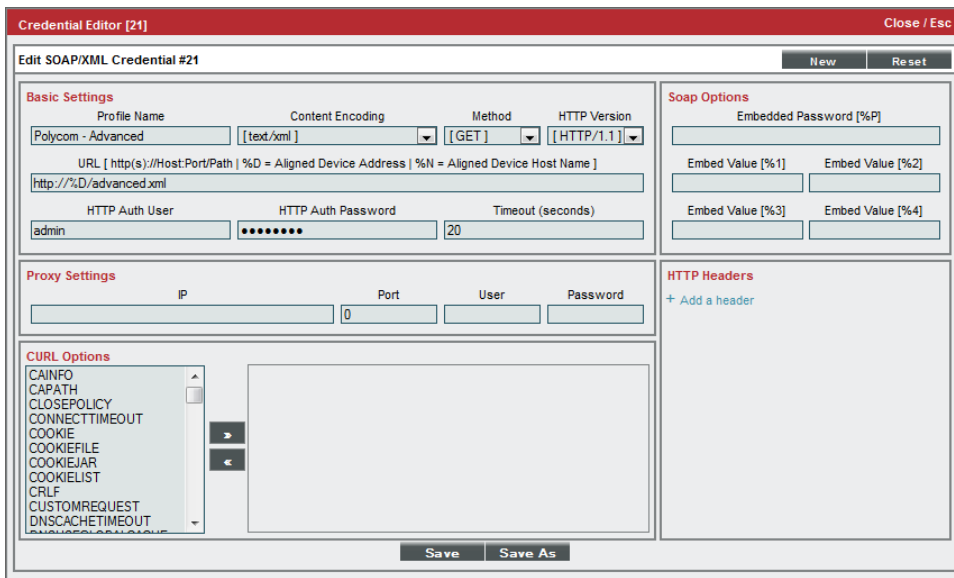 Credential Editor [21]
Close / Esc
Edit SOAP/XML Credential #21
New
Reset
Basic Settings
Profile Name
Content Encoding
Method
HTTP Version
Polycom - Advanced
[ text/xml ]
[ GET ]
[ HTTP/1.1 ]
URL [ http(s)://Host:Port/Path | %D = Aligned Device Address | %N = Aligned Device Host Name ]
http://%D/advanced.xml
HTTP Auth User
HTTP Auth Password
Timeout (seconds)
admin
••••••••
20
Soap Options
Embedded Password [%P]
Embed Value [%1]
Embed Value [%2]
Embed Value [%3]
Embed Value [%4]
Proxy Settings
IP
Port
User
Password
0
HTTP Headers
+ Add a header
CURL Options
CAINFO
CAPATH
CLOSEPOLICY
CONNECTTIMEOUT
COOKIE
COOKIEFILE
COOKIEJAR
COOKIELIST
CRLF
CUSTOMREQUEST
DNSCACHETIMEOUT
»
«
Save
Save As